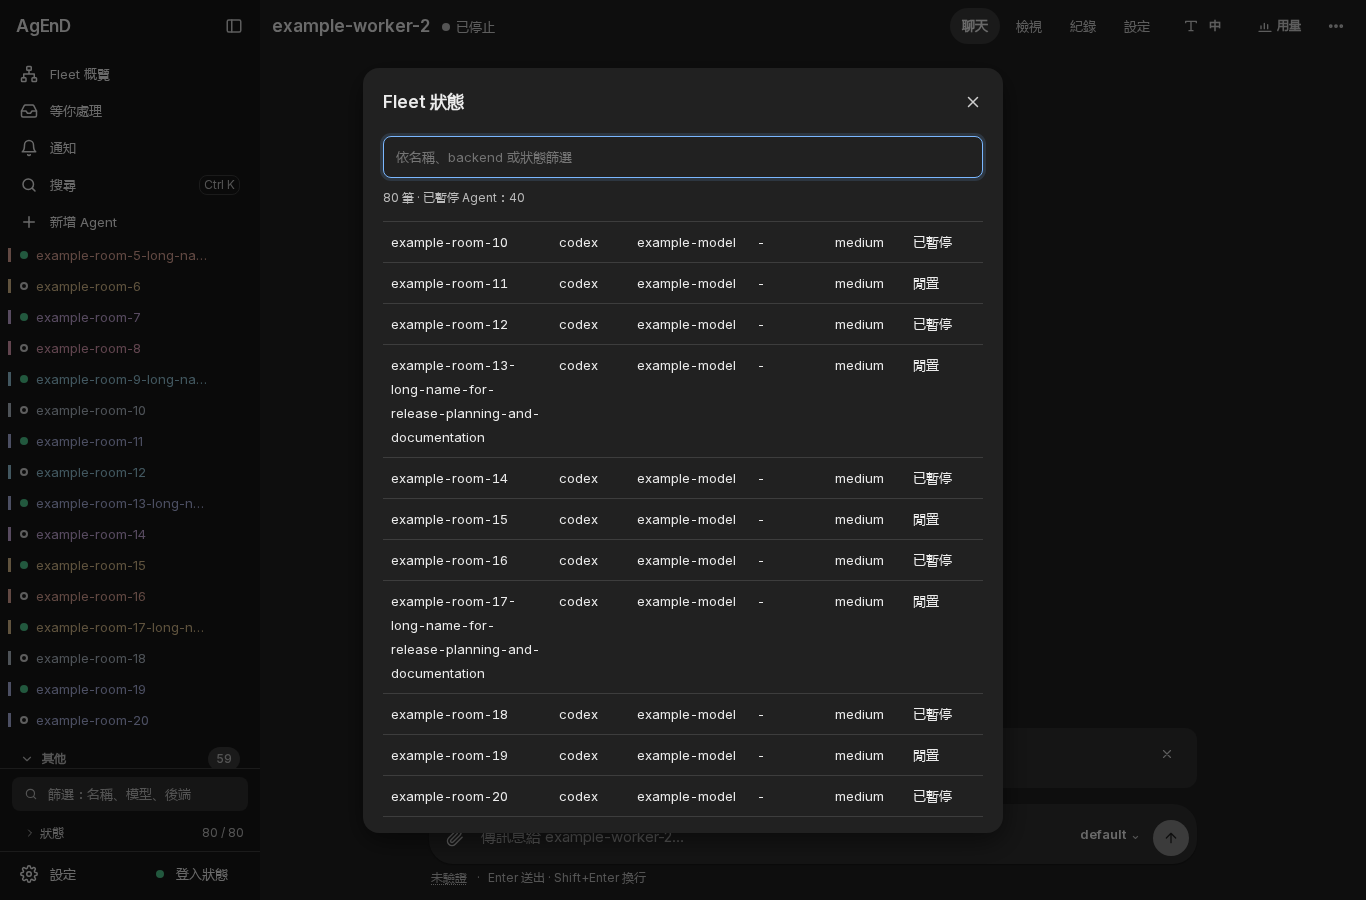 AgEnD
Fleet 概覽
等你處理
通知
搜尋 Ctrl K
新增 Agent
example-room-5-long-na...
example-room-6
example-room-7
example-room-8
example-room-9-long-na...
example-room-10
example-room-11
example-room-12
example-room-13-long-n...
example-room-14
example-room-15
example-room-16
example-room-17-long-n...
example-room-18
example-room-19
example-room-20
其他 59
篩選：名稱、模型、後端
狀態 80 / 80
設定 登入狀態
example-worker-2 已停止 聊天 檢視 紀錄 設定 中 用量
Fleet 狀態
依名稱、backend 或狀態篩選
80 筆 · 已暫停 Agent：40
example-room-10 codex example-model - medium 已暫停
example-room-11 codex example-model - medium 閒置
example-room-12 codex example-model - medium 已暫停
example-room-13- codex example-model - medium 閒置
long-name-for-
release-planning-and-
documentation
example-room-14 codex example-model - medium 已暫停
example-room-15 codex example-model - medium 閒置
example-room-16 codex example-model - medium 已暫停
example-room-17- codex example-model - medium 閒置
long-name-for-
release-planning-and-
documentation
example-room-18 codex example-model - medium 已暫停
example-room-19 codex example-model - medium 閒置
example-room-20 codex example-model - medium 已暫停
傳訊息給 example-worker-2... default
未驗證 · Enter 送出 · Shift+Enter 換行